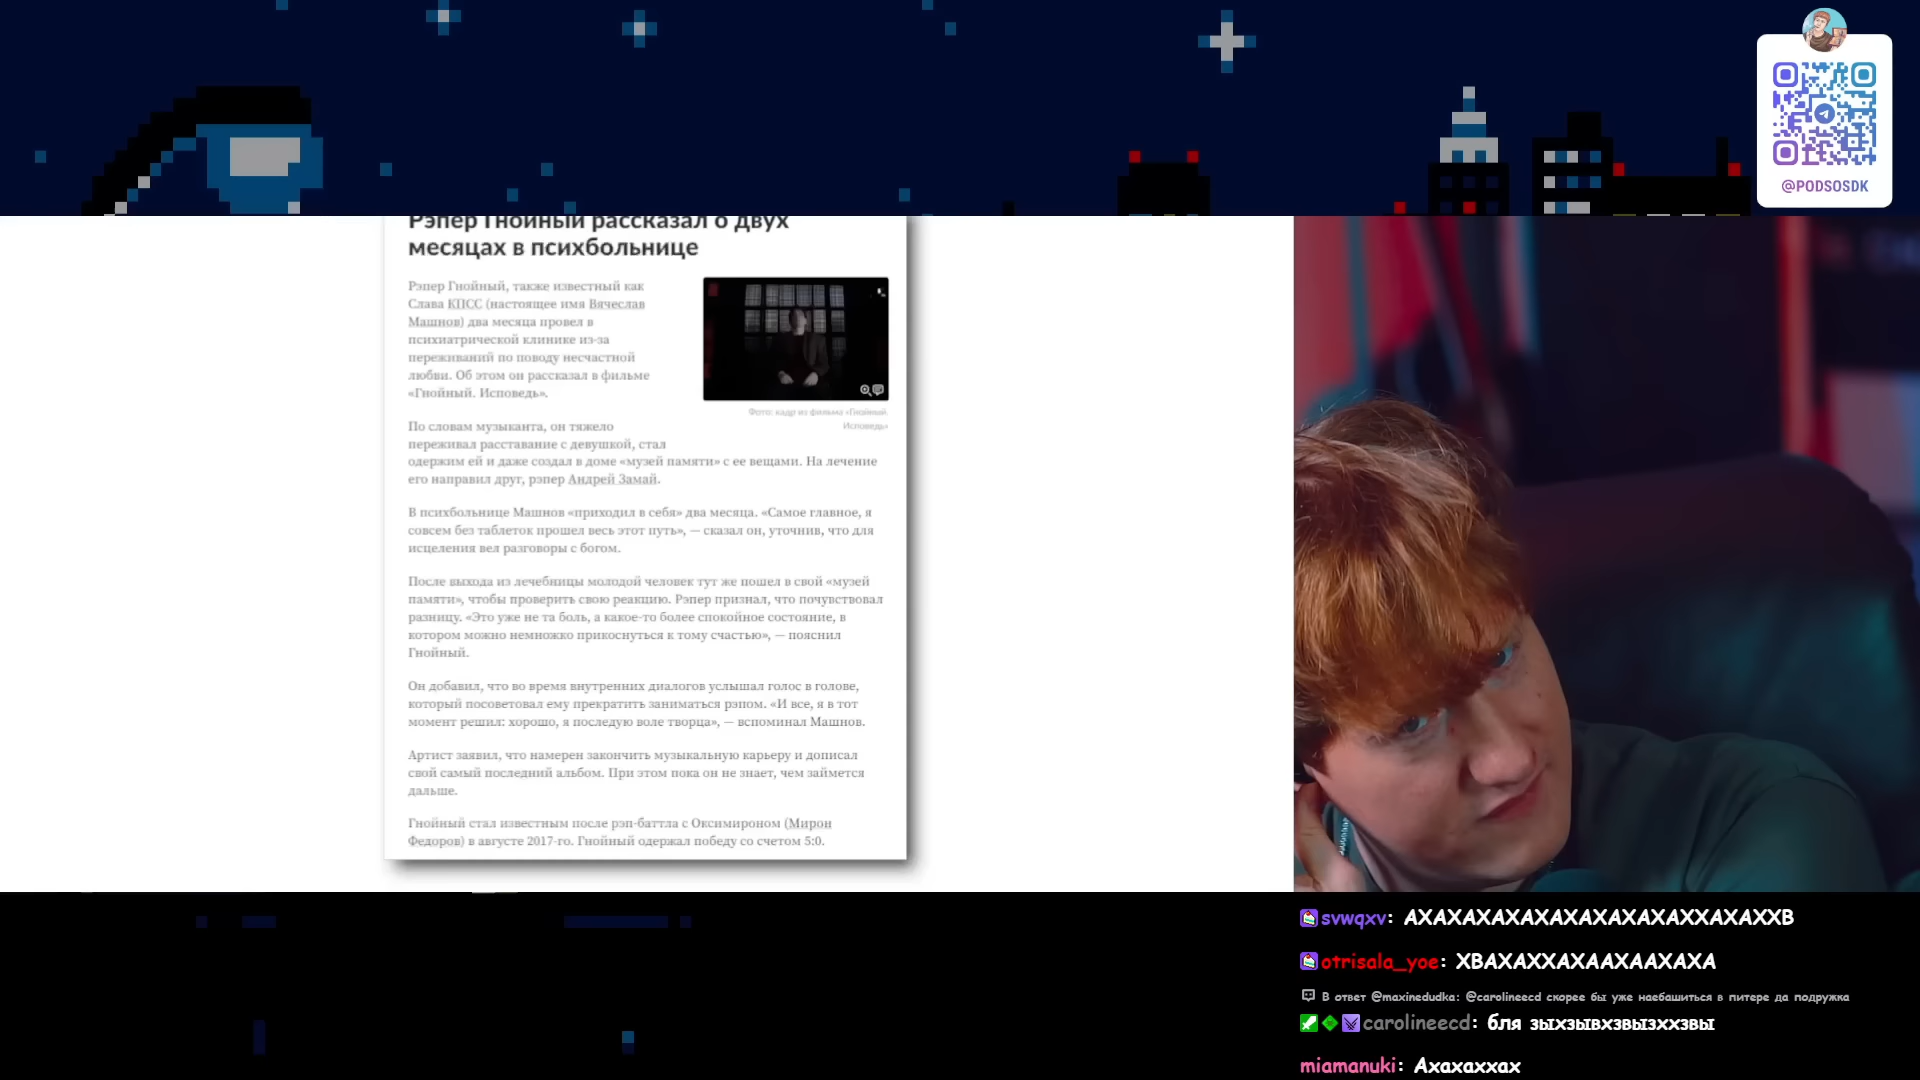 @PODSOSDK
Рэпер Гнойный рассказал о двух
месяцах в психбольнице
Рэпер Гнойный, также известный как
Слава КПСС (настоящее имя Вячеслав
Машнов) два месяца провел в
психиатрической клинике из-за
переживаний по поводу несчастной
любви. Об этом он рассказал в фильме
«Гнойный. Исповедь».
Фото: кадр из фильма «Гнойный.
Исповедь»
По словам музыканта, он тяжело
переживал расставание с девушкой, стал
одержим ей и даже создал в доме «музей памяти» с ее вещами. На лечение
его направил друг, рэпер Андрей Замай.
В психбольнице Машнов «приходил в себя» два месяца. «Самое главное, я
совсем без таблеток прошел весь этот путь», — сказал он, уточнив, что для
исцеления вел разговоры с богом.
После выхода из лечебницы молодой человек тут же пошел в свой «музей
памяти», чтобы проверить свою реакцию. Рэпер признал, что почувствовал
разницу. «Это уже не та боль, а какое-то более спокойное состояние, в
котором можно немножко прикоснуться к тому счастью», — пояснил
Гнойный.
Он добавил, что во время внутренних диалогов услышал голос в голове,
который посоветовал ему прекратить заниматься рэпом. «И все, я в тот
момент решил: хорошо, я последую воле творца», — вспоминал Машнов.
Артист заявил, что намерен закончить музыкальную карьеру и дописал
свой самый последний альбом. При этом пока он не знает, чем займется
дальше.
Гнойный стал известным после рэп-баттла с Оксимироном (Мирон
Федоров) в августе 2017-го. Гнойный одержал победу со счетом 5:0.
svwqxv: АХАХАХАХАХАХАХАХАХАХХАХАХХВ
otrisala_yoe: ХВАХАХХАХААХААХАХА
В ответ @maxinedudka: @carolineecd скорее бы уже наебашиться в питере да подружка
carolineecd: бля зыхзывхзвызххзвы
miamanuki: Ахахаххах